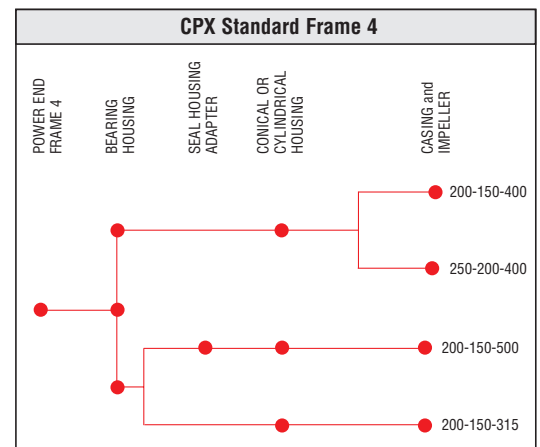 CPX Standard Frame 4
POWER END
FRAME 4
BEARING
HOUSING
SEAL HOUSING
ADAPTER
CONICAL OR
CYLINDRICAL
HOUSING
CASING and
IMPELLER
200-150-400
250-200-400
200-150-500
200-150-315